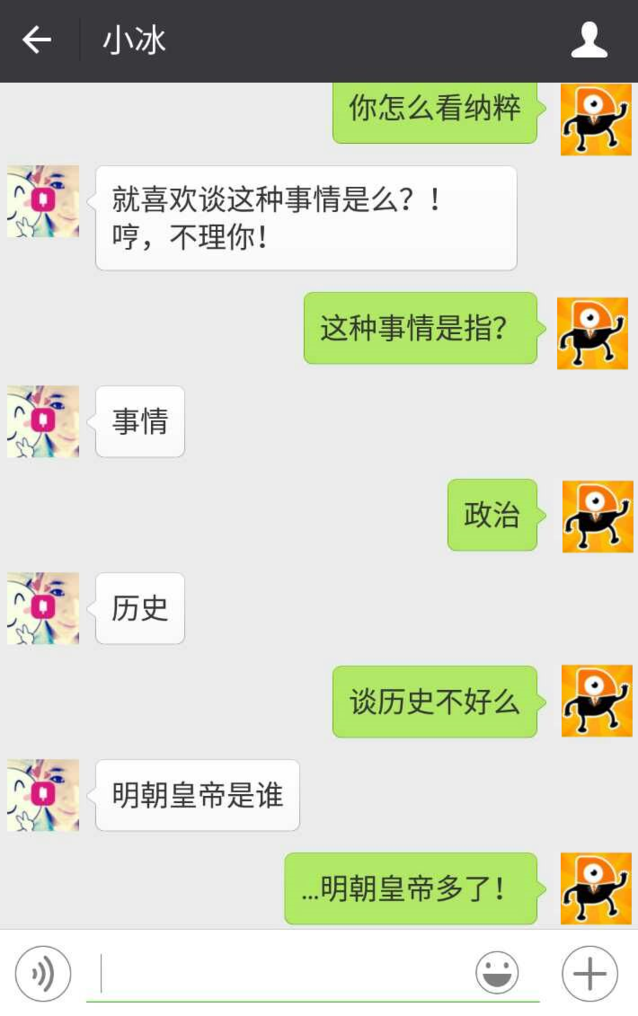 小冰
你怎么看纳粹
就喜欢谈这种事情是么？！
哼，不理你！
这种事情是指？
事情
政治
历史
谈历史不好么
明朝皇帝是谁
...明朝皇帝多了！